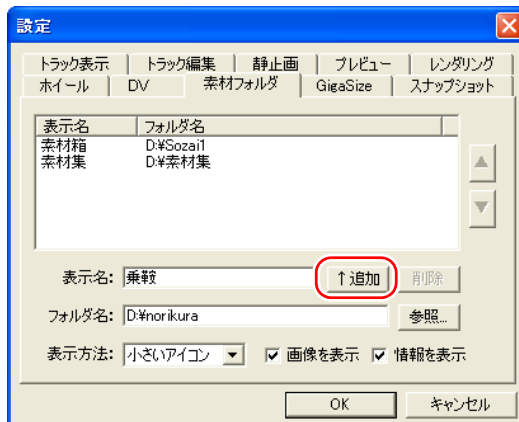 設定
トラック表示 トラック編集 静止画 プレビュー レンダリング
ホイール DV 素材フォルダ GigaSize スナップショット
表示名 フォルダ名
素材箱 D:¥Sozai1
素材集 D:¥素材集
表示名: 乗鞍 ↑追加 削除
フォルダ名: D:¥norikura 参照...
表示方法: 小さいアイコン 画像を表示 情報を表示
OK キャンセル